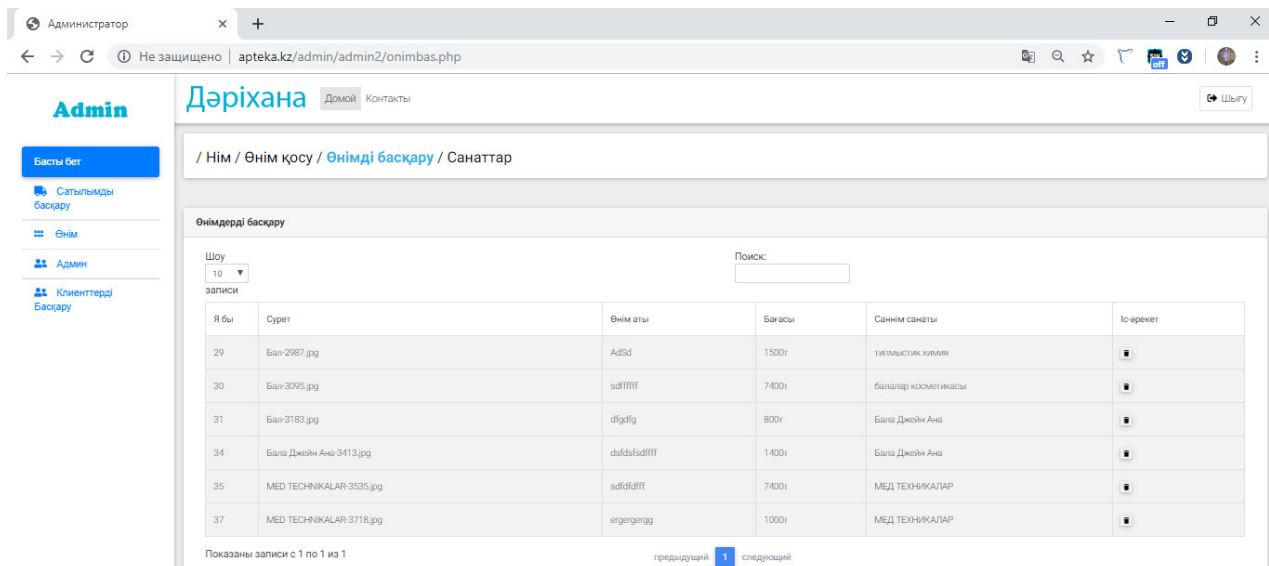 Администратор
Не защищено | apteka.kz/admin/admin2/onimbas.php
off
Admin
Дәріхана Домой Контакты
Шыгу
Басты бет
/ Нім / Өнім қосу / Өнімді басқару / Санаттар
Сатылымды
басқару
Өнім
Админ
Клиенттерді
Басқару
Өнімдерді басқару
Шоу
10
записи
Поиск:
Я бы Сурет Өнім аты Бағасы Саннім санаты Іс-әрекет
29 Бал-2987.jpg AdSd 1500т типмыстик химия
30 Бал-3095.jpg sdffffff 7400т балалар косметикасы
31 Бал-3183.jpg dfgdfg 800т Бала Джейн Ана
34 Бала Джейн Ана-3413.jpg dsfdsfsdffff 1400т Бала Джейн Ана
35 MED TECHNIKALAR-3535.jpg sdfdfdfff 7400т МЕД ТЕХНИКАЛАР
37 MED TECHNIKALAR-3718.jpg ergergergg 1000т МЕД ТЕХНИКАЛАР
Показаны записи с 1 по 1 из 1
предыдущий 1 следующий